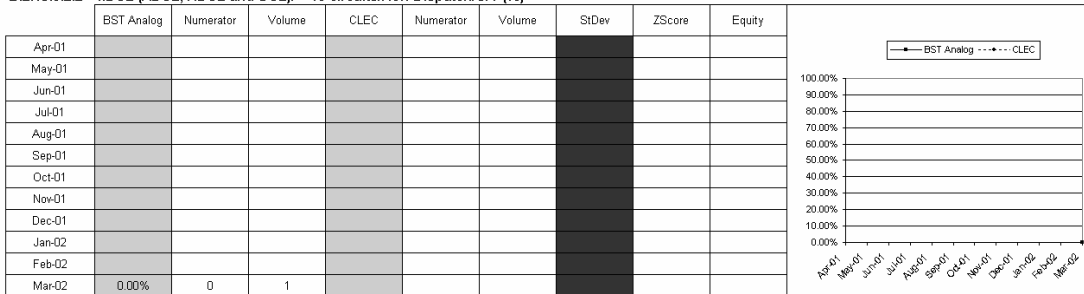 BST Analog Numerator Volume CLEC Numerator Volume StDev ZScore Equity
Apr-01
May-01
Jun-01
Jul-01
Aug-01
Sep-01
Oct-01
Nov-01
Dec-01
Jan-02
Feb-02
Mar-02 0.00% 0 1
BST Analog CLEC
100.00%
90.00%
80.00%
70.00%
60.00%
50.00%
40.00%
30.00%
20.00%
10.00%
0.00%
Apr-01 May-01 Jun-01 Jul-01 Aug-01 Sep-01 Oct-01 Nov-01 Dec-01 Jan-02 Feb-02 Mar-02